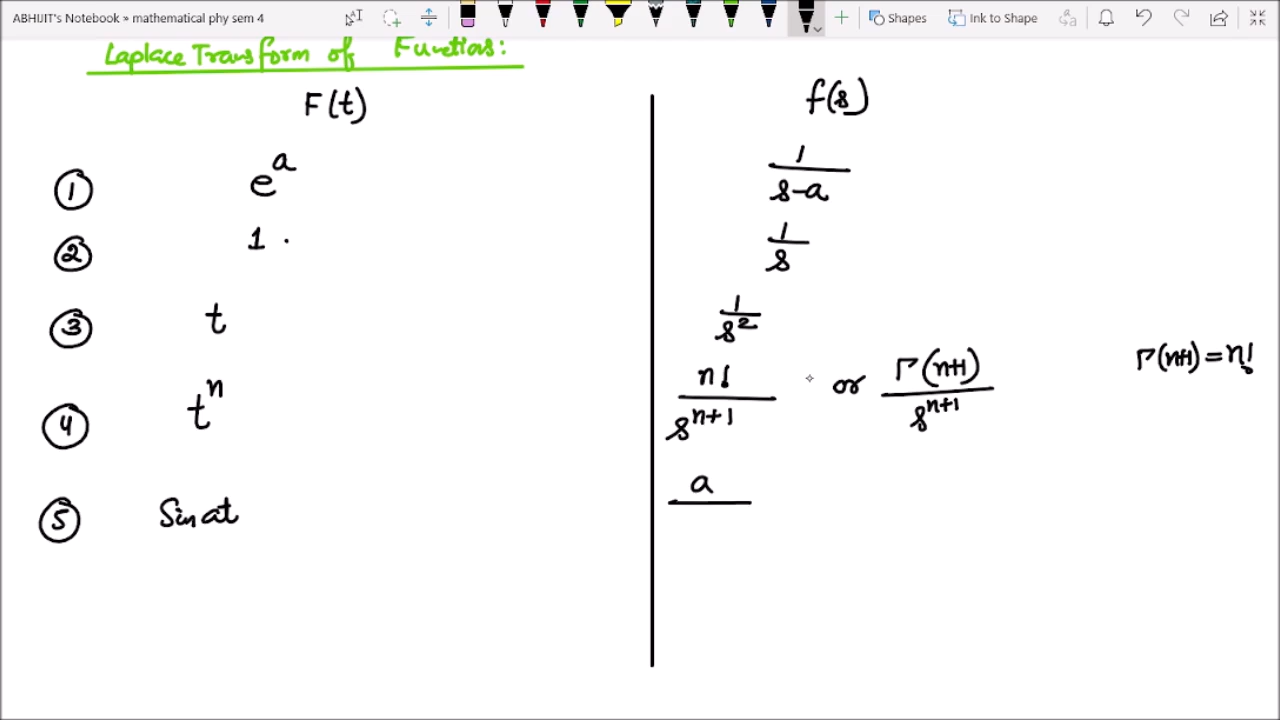 ABHIJIT's Notebook » mathematical phy sem 4
Shapes
Ink to Shape
Laplace Transform of Functions:
F(t) f(s)
① e^a 1/(s-a)
② 1 . 1/s
③ t 1/s^2
④ t^n n!/s^(n+1) or Γ(n+1)/s^(n+1) Γ(n+1) = n!
⑤ Sin at a